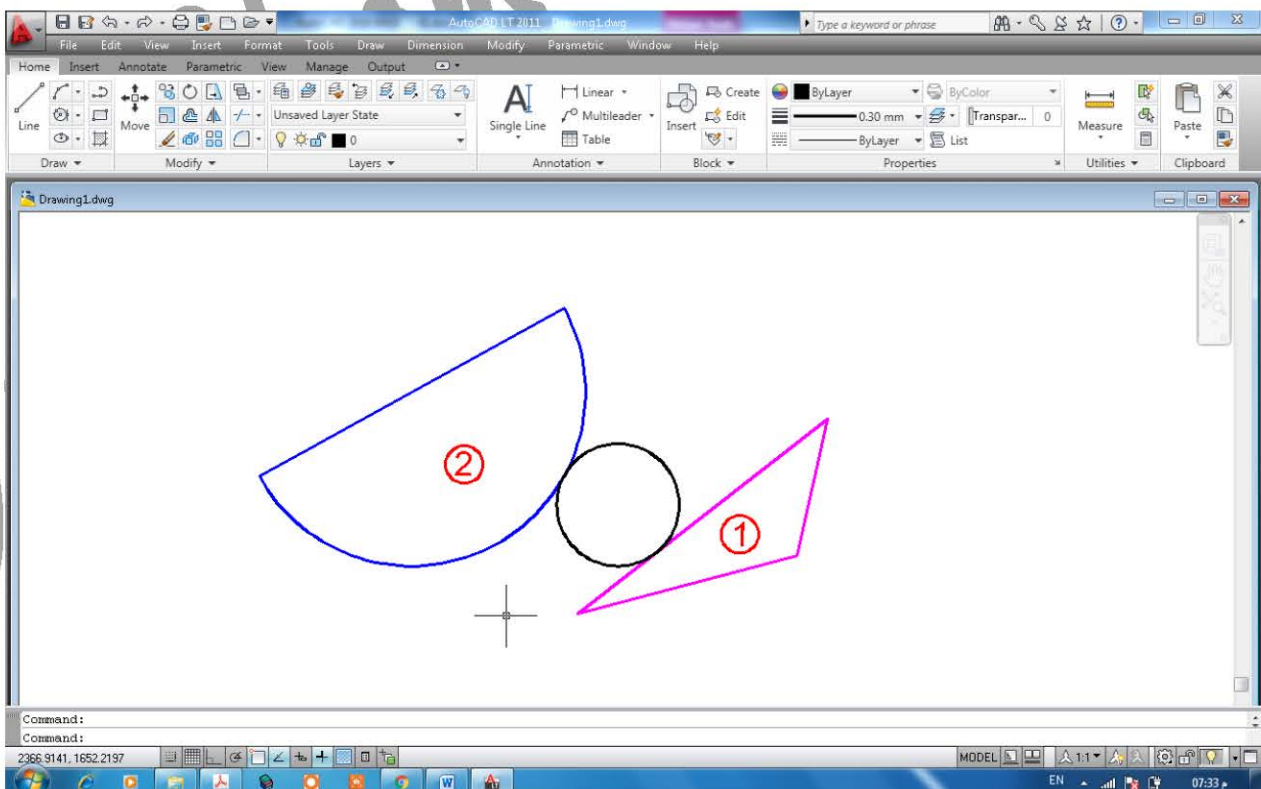 AutoCAD LT 2011 Drawing1.dwg
Type a keyword or phrase
File Edit View Insert Format Tools Draw Dimension Modify Parametric Window Help
Home Insert Annotate Parametric View Manage Output
Line
Move
Unsaved Layer State
0
Single Line
Linear
Multileader
Table
Insert
Create
Edit
ByLayer
0.30 mm
ByLayer
ByColor
Transpar... 0
List
Measure
Paste
Draw Modify Layers Annotation Block Properties Utilities Clipboard
Drawing1.dwg
2
1
Command:
Command:
2366.9141, 1652.2197
MODEL
1:1
EN
07:33 م